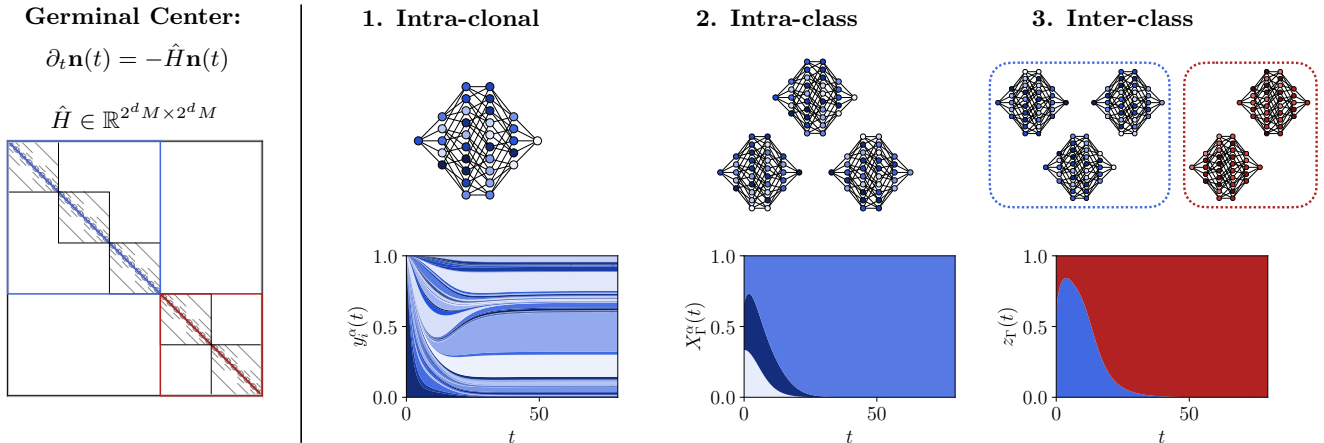 Germinal Center:
∂ₜn(t) = −Ĥn(t)
Ĥ ∈ ℝ^{2^d M×2^d M}
1. Intra-clonal
2. Intra-class
3. Inter-class
1.0
0.5
0.0
y_i^α(t)
0
50
t
1.0
0.5
0.0
X_Γ^α(t)
0
50
t
1.0
0.5
0.0
z_Γ(t)
0
50
t